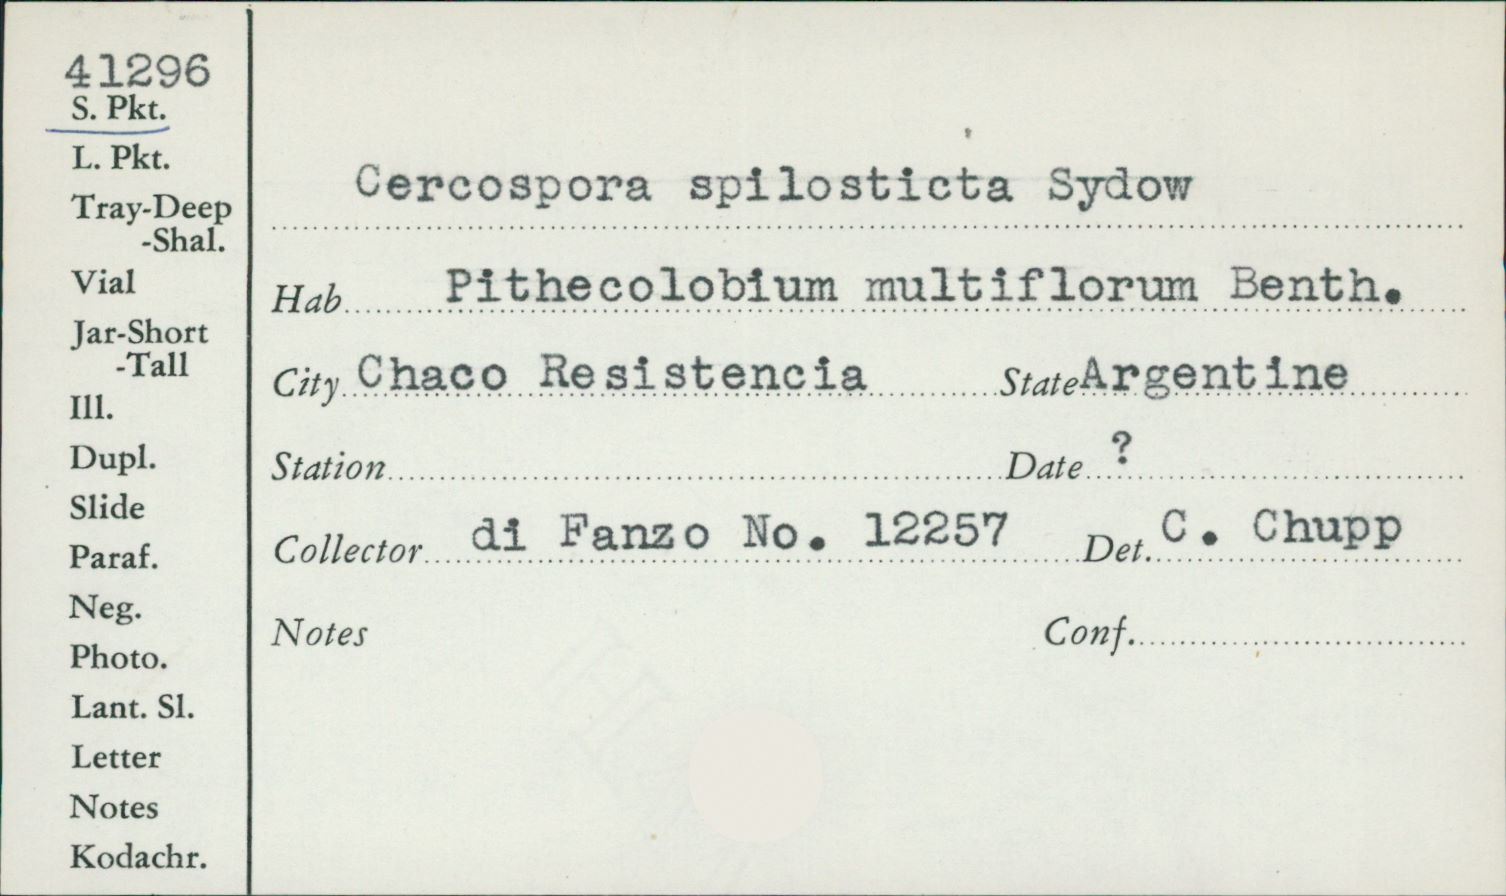 41296
S. Pkt.
L. Pkt.
Tray-Deep
-Shal.
Vial
Jar-Short
-Tall
Ill.
Dupl.
Slide
Paraf.
Neg.
Photo.
Lant. Sl.
Letter
Notes
Kodachr.
Cercospora spilosticta Sydow
Hab Pithecolobium multiflorum Benth.
City Chaco Resistencia State Argentine
Station Date ?
Collector di Fanzo No. 12257 Det. C. Chupp
Notes Conf.